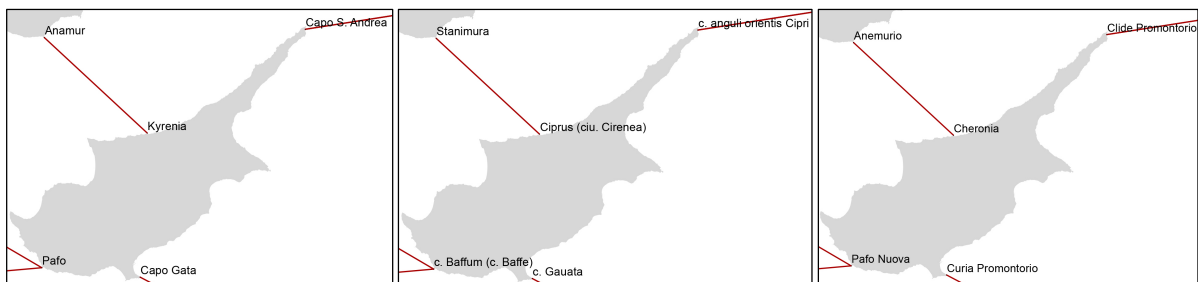 Capo S. Andrea
Anamur
Kyrenia
Pafo
Capo Gata
c. anguli orientis Cipri
Stanimura
Ciprus (ciu. Cirenea)
c. Baffum (c. Baffe)
c. Gauata
Clide Promontorio
Anemurio
Cheronia
Pafo Nuova
Curia Promontorio